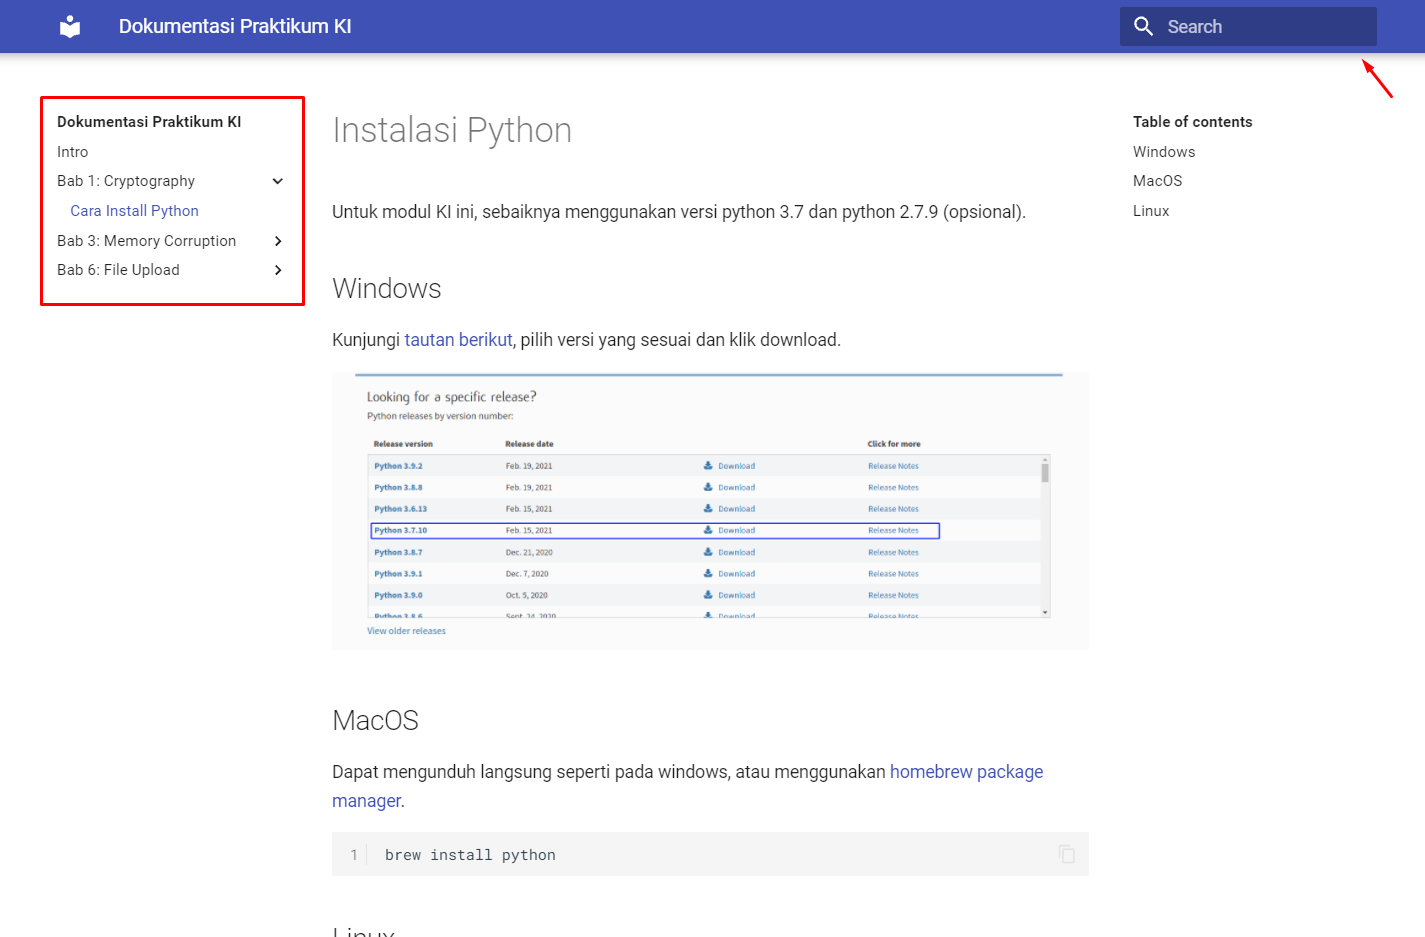 Dokumentasi Praktikum KI
Search
Dokumentasi Praktikum KI
Intro
Bab 1: Cryptography
Cara Install Python
Bab 3: Memory Corruption
Bab 6: File Upload
Instalasi Python
Untuk modul KI ini, sebaiknya menggunakan versi python 3.7 dan python 2.7.9 (opsional).
Windows
Kunjungi tautan berikut, pilih versi yang sesuai dan klik download.
Looking for a specific release?
Python releases by version number:
Release version Release date Click for more
Python 3.9.2 Feb. 19, 2021 Download Release Notes
Python 3.8.8 Feb. 19, 2021 Download Release Notes
Python 3.6.13 Feb. 15, 2021 Download Release Notes
Python 3.7.10 Feb. 15, 2021 Download Release Notes
Python 3.8.7 Dec. 21, 2020 Download Release Notes
Python 3.9.1 Dec. 7, 2020 Download Release Notes
Python 3.9.0 Oct. 5, 2020 Download Release Notes
Python 3.8.6 Sept. 24, 2020 Download Release Notes
View older releases
MacOS
Dapat mengunduh langsung seperti pada windows, atau menggunakan homebrew package
manager.
1 brew install python
Linux
Table of contents
Windows
MacOS
Linux